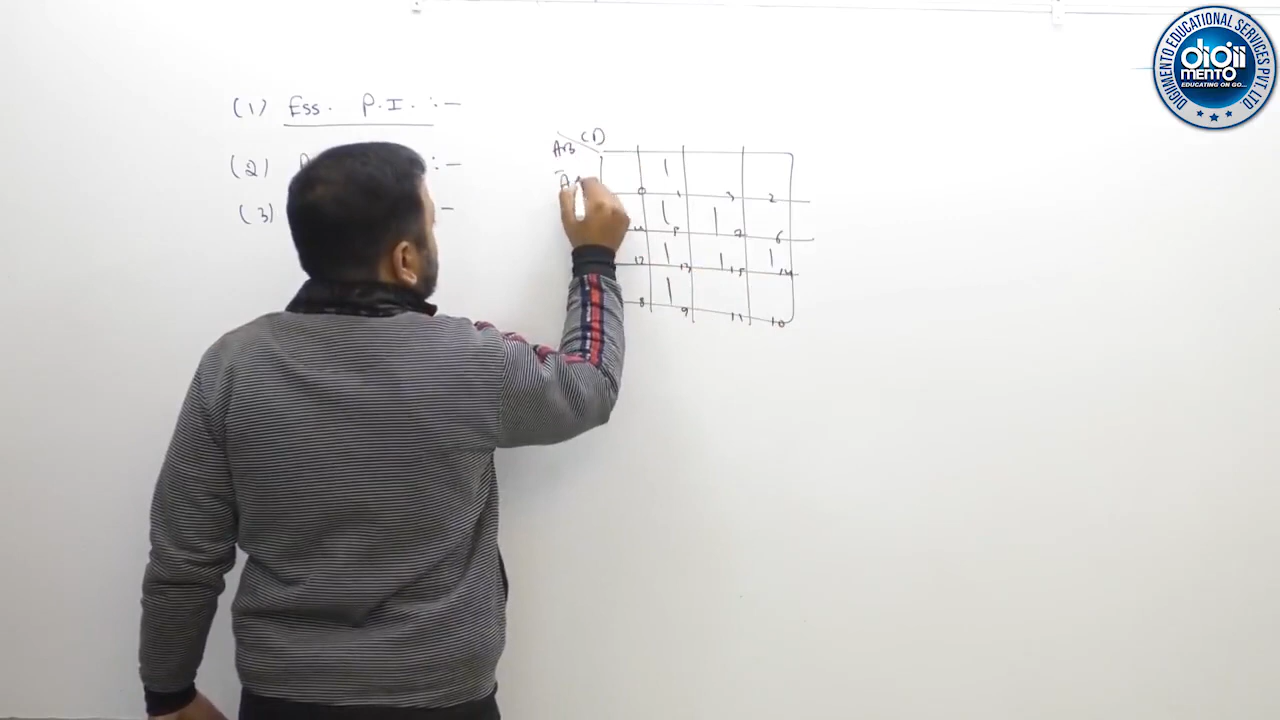 (1) Ess. P.I. :-
(2) :-
(3) -
CD
AB
Ā
1
0 1 3 2
1 1
4 5 7 6
1 1 1
12 13 15 14
1
8 9 11 10
DIGIMENTO EDUCATIONAL SERVICES PVT. LTD.
digii
MENTO
EDUCATING ON GO...